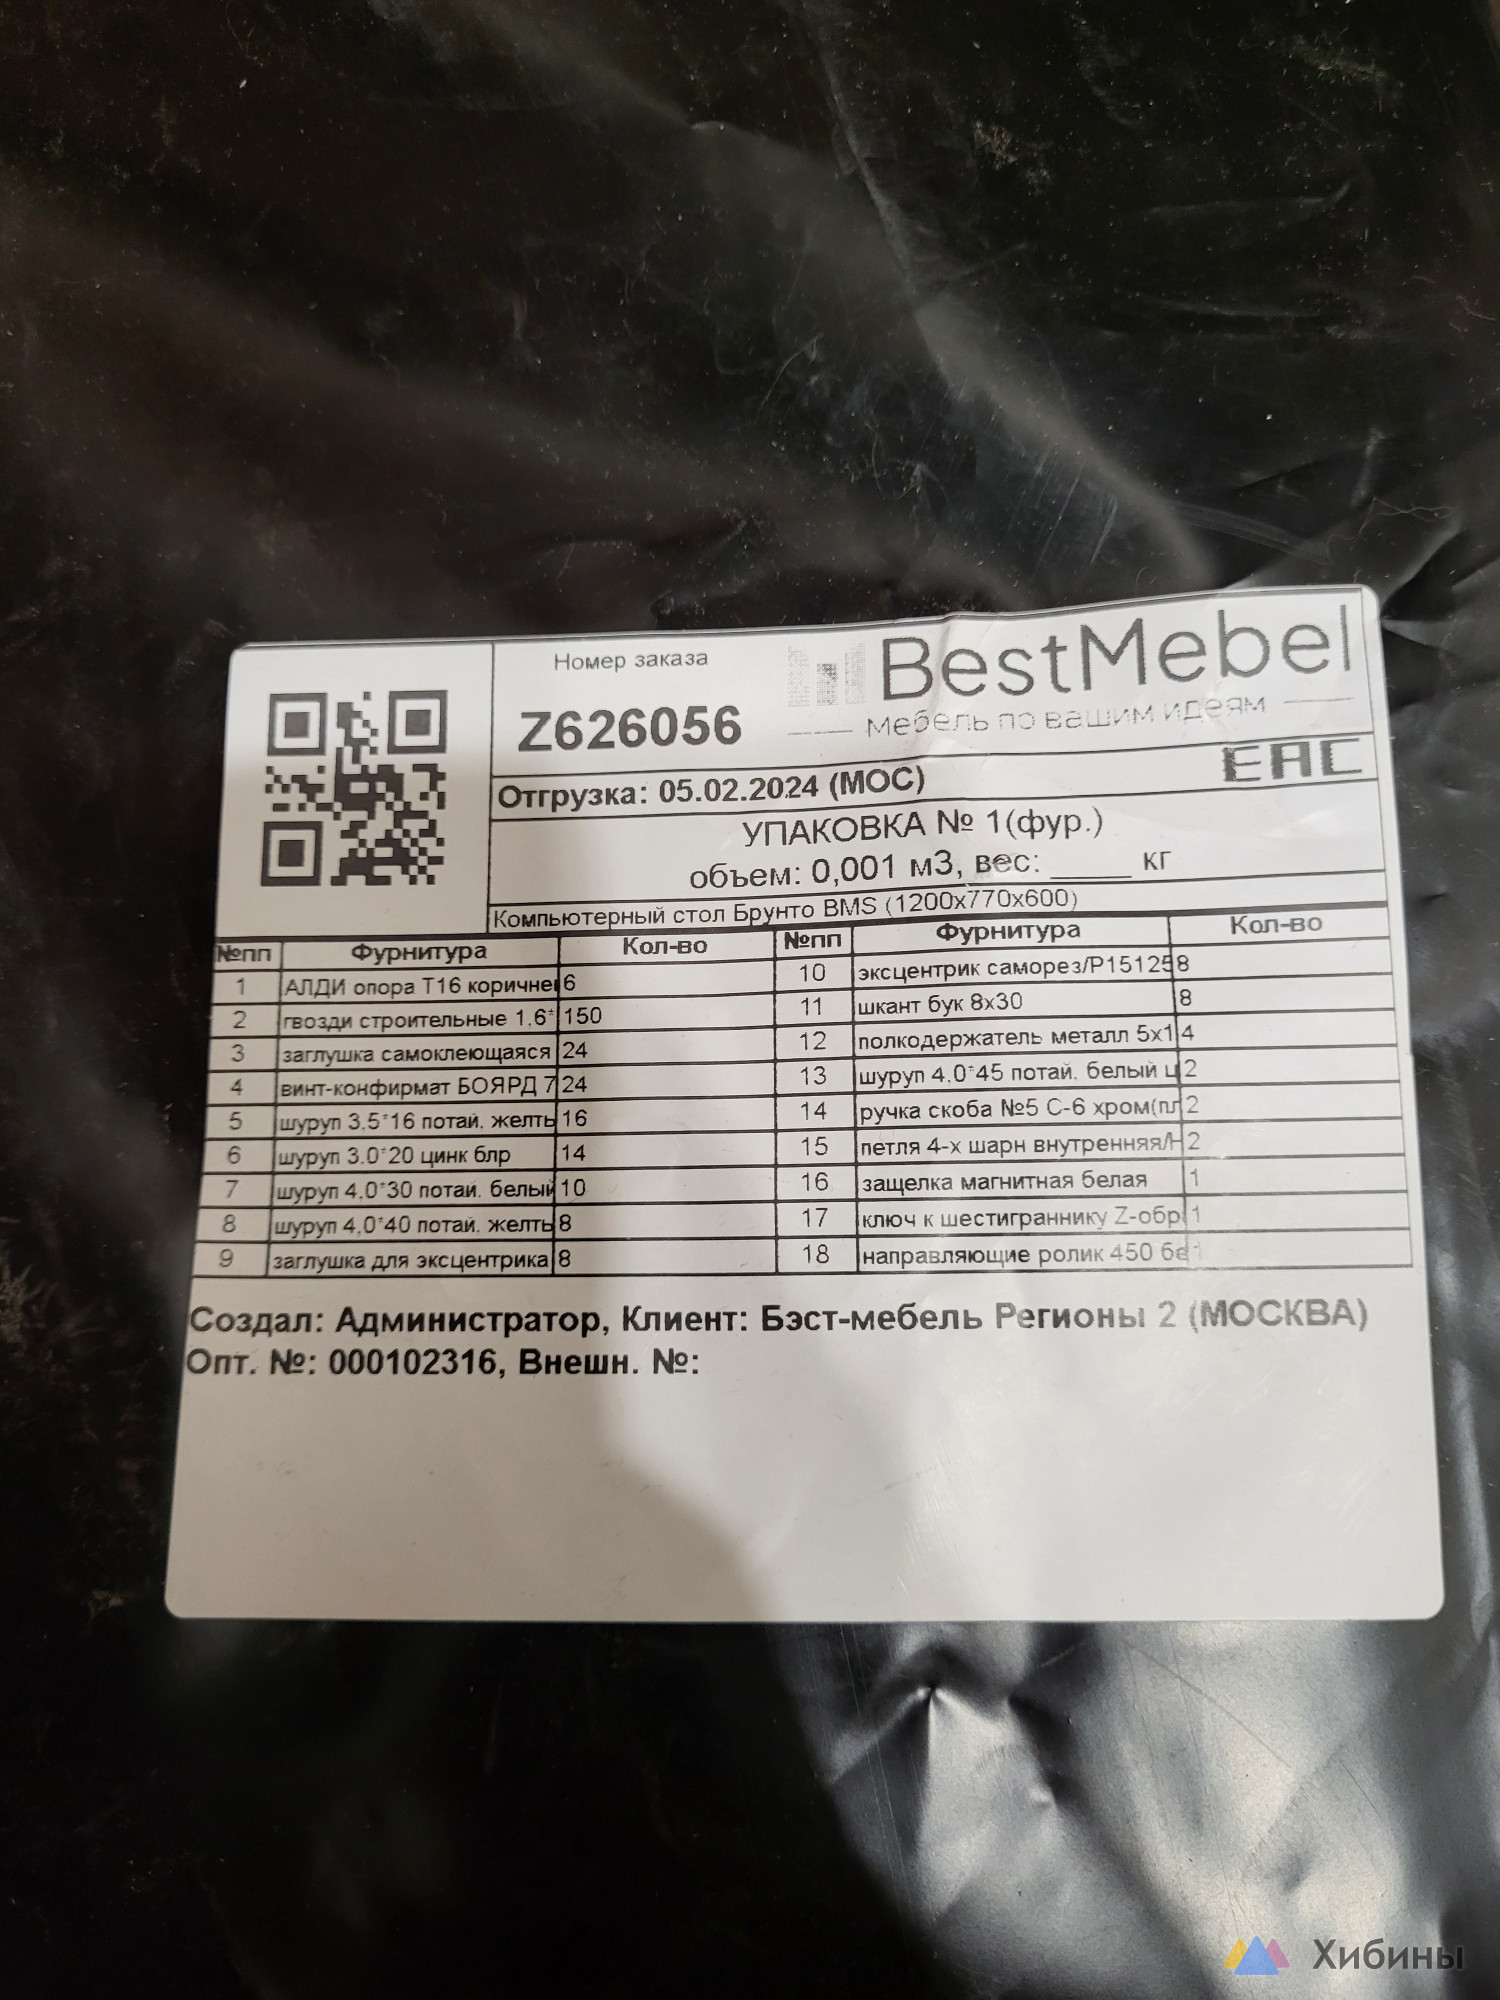 Номер заказа
Z626056
BestMebel
Мебель по вашим идеям
EAC
Отгрузка: 05.02.2024 (МОС)
УПАКОВКА № 1(фур.)
объем: 0,001 м3, вес: _____ кг
Компьютерный стол Брунто BMS (1200x770x600)
№пп Фурнитура Кол-во №пп Фурнитура Кол-во
1 АЛДИ опора Т16 коричне 6 10 эксцентрик саморез/P15125 8
2 гвозди строительные 1,6* 150 11 шкант бук 8x30 8
3 заглушка самоклеющаяся 24 12 полкодержатель металл 5x1 4
4 винт-конфирмат БОЯРД 7 24 13 шуруп 4,0*45 потай. белый ц 2
5 шуруп 3,5*16 потай. желть 16 14 ручка скоба №5 С-6 хром(пл 2
6 шуруп 3.0*20 цинк блр 14 15 петля 4-х шарн внутренняя/Н 2
7 шуруп 4,0*30 потай. белый 10 16 защелка магнитная белая 1
8 шуруп 4,0*40 потай. желть 8 17 ключ к шестиграннику Z-обр 1
9 заглушка для эксцентрика 8 18 направляющие ролик 450 бе 1
Создал: Администратор, Клиент: Бэст-мебель Регионы 2 (МОСКВА)
Опт. №: 000102316, Внешн. №:
Хибины